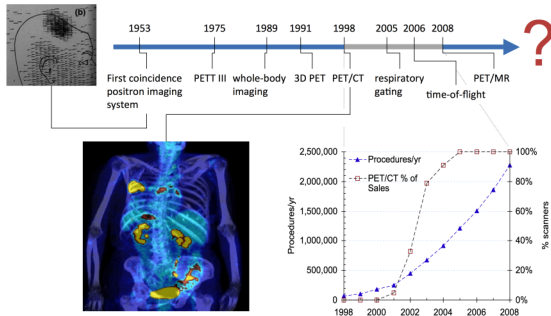 (b)
1953
1975
1989
1991
1998
2005
2006
2008
?
First coincidence
positron imaging
system
PETT III
whole-body
imaging
3D PET
PET/CT
respiratory
gating
time-of-flight
PET/MR
Procedures/yr
PET/CT % of
Sales
2,500,000
2,000,000
1,500,000
1,000,000
500,000
0
Procedures/yr
100%
80%
60%
40%
20%
0%
% scanners
1998
2000
2002
2004
2006
2008